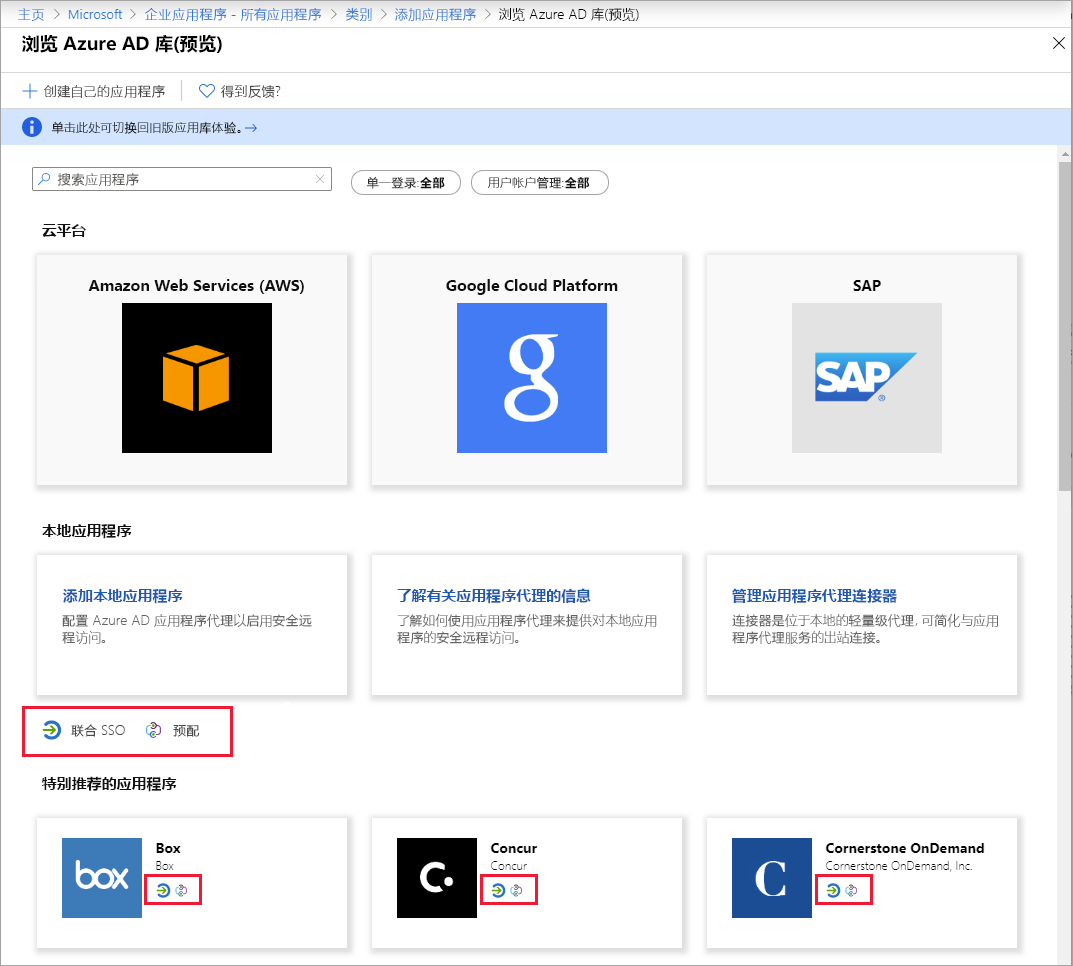 主页 > Microsoft > 企业应用程序 - 所有应用程序 > 类别 > 添加应用程序 > 浏览 Azure AD 库(预览)
浏览 Azure AD 库(预览)
创建自己的应用程序 得到反馈?
单击此处可切换回旧版应用库体验。→
搜索应用程序 单一登录:全部 用户帐户管理:全部
云平台
Amazon Web Services (AWS) Google Cloud Platform SAP
g SAP ®
本地应用程序
添加本地应用程序
配置 Azure AD 应用程序代理以启用安全远
程访问。
了解有关应用程序代理的信息
了解如何使用应用程序代理来提供对本地应用
程序的安全远程访问。
管理应用程序代理连接器
连接器是位于本地的轻量级代理,可简化与应用
程序代理服务的出站连接。
联合 SSO 预配
特别推荐的应用程序
box
Box
Box
C.
Concur
Concur
C
Cornerstone OnDemand
Cornerstone OnDemand, Inc.